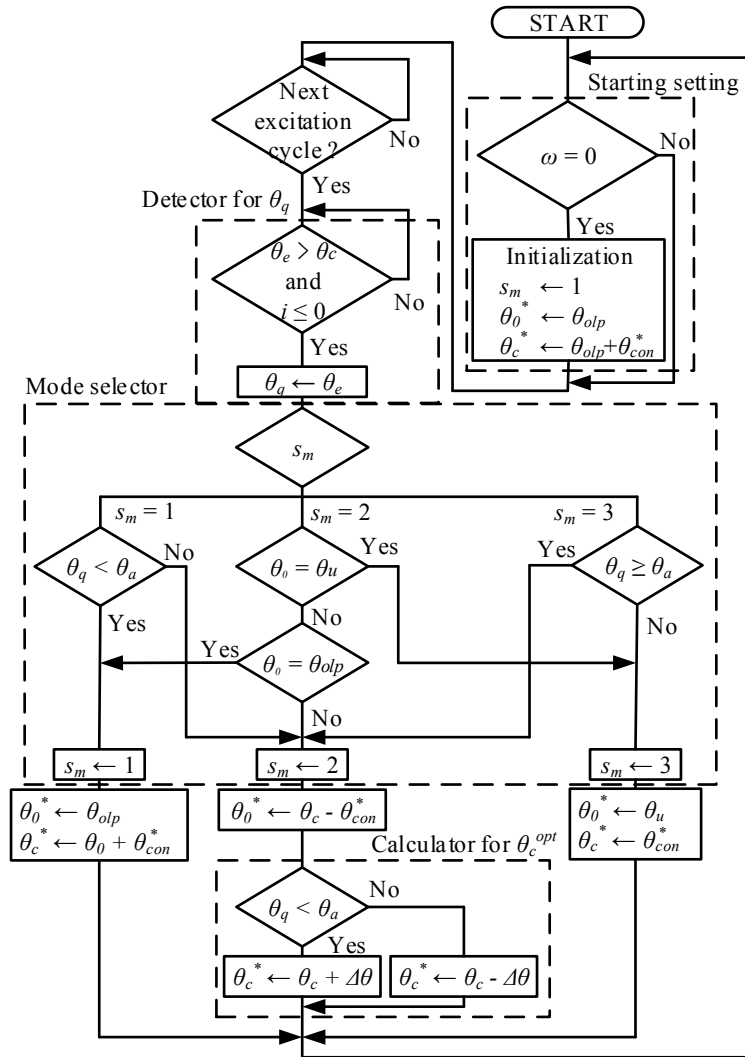 START
Starting setting
ω = 0
No
Yes
Initialization
s_m ← 1
θ_0^* ← θ_olp
θ_c^* ← θ_olp+θ_con^*
Next
excitation
cycle ?
No
Yes
Detector for θ_q
θ_e > θ_c
and
i ≤ 0
No
Yes
θ_q ← θ_e
Mode selector
s_m
s_m = 1
s_m = 2
s_m = 3
θ_q < θ_a
No
Yes
θ_0 = θ_u
Yes
No
θ_q ≥ θ_a
Yes
No
θ_0 = θ_olp
Yes
No
s_m ← 1
s_m ← 2
s_m ← 3
θ_0^* ← θ_olp
θ_c^* ← θ_0 + θ_con^*
θ_0^* ← θ_c - θ_con^*
θ_0^* ← θ_u
θ_c^* ← θ_con^*
Calculator for θ_c^opt
θ_q < θ_a
No
Yes
θ_c^* ← θ_c + Δθ
θ_c^* ← θ_c - Δθ